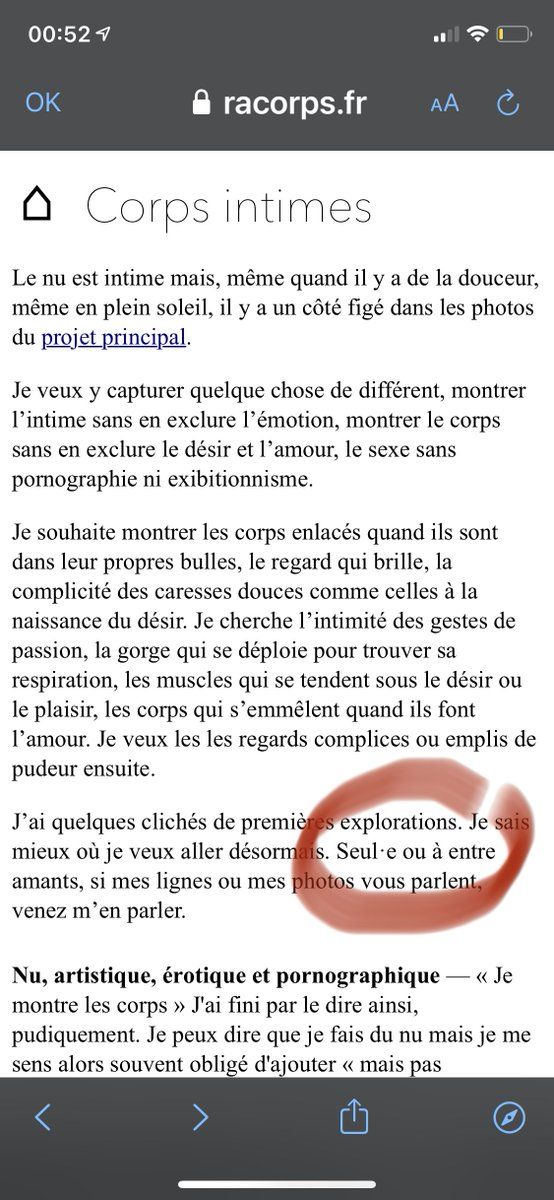 00:52
OK
racorps.fr
AA
Corps intimes
Le nu est intime mais, même quand il y a de la douceur,
même en plein soleil, il y a un côté figé dans les photos
du projet principal.
Je veux y capturer quelque chose de différent, montrer
l’intime sans en exclure l’émotion, montrer le corps
sans en exclure le désir et l’amour, le sexe sans
pornographie ni exibitionnisme.
Je souhaite montrer les corps enlacés quand ils sont
dans leur propres bulles, le regard qui brille, la
complicité des caresses douces comme celles à la
naissance du désir. Je cherche l’intimité des gestes de
passion, la gorge qui se déploie pour trouver sa
respiration, les muscles qui se tendent sous le désir ou
le plaisir, les corps qui s’emmêlent quand ils font
l’amour. Je veux les les regards complices ou emplis de
pudeur ensuite.
J’ai quelques clichés de premières explorations. Je sais
mieux où je veux aller désormais. Seul·e ou à entre
amants, si mes lignes ou mes photos vous parlent,
venez m’en parler.
Nu, artistique, érotique et pornographique — « Je
montre les corps » J'ai fini par le dire ainsi,
pudiquement. Je peux dire que je fais du nu mais je me
sens alors souvent obligé d'ajouter « mais pas